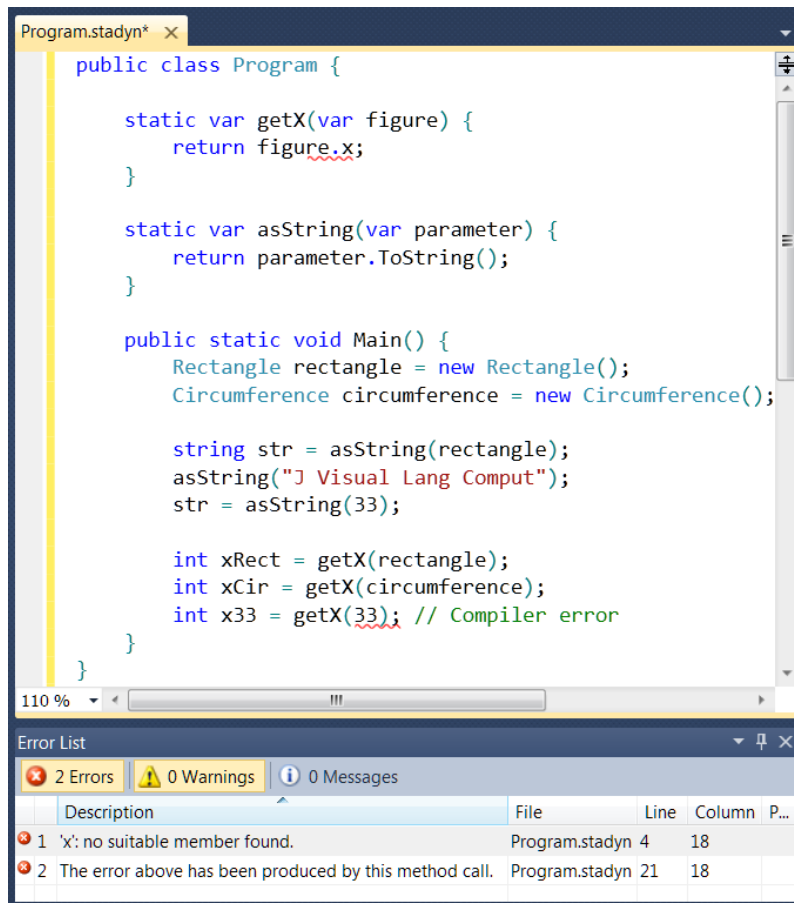 Program.stadyn*
public class Program {
static var getX(var figure) {
return figure.x;
}
static var asString(var parameter) {
return parameter.ToString();
}
public static void Main() {
Rectangle rectangle = new Rectangle();
Circumference circumference = new Circumference();
string str = asString(rectangle);
asString("J Visual Lang Comput");
str = asString(33);
int xRect = getX(rectangle);
int xCir = getX(circumference);
int x33 = getX(33); // Compiler error
}
}
110 %
Error List
2 Errors 0 Warnings 0 Messages
Description File Line Column P...
1 'x': no suitable member found. Program.stadyn 4 18
2 The error above has been produced by this method call. Program.stadyn 21 18